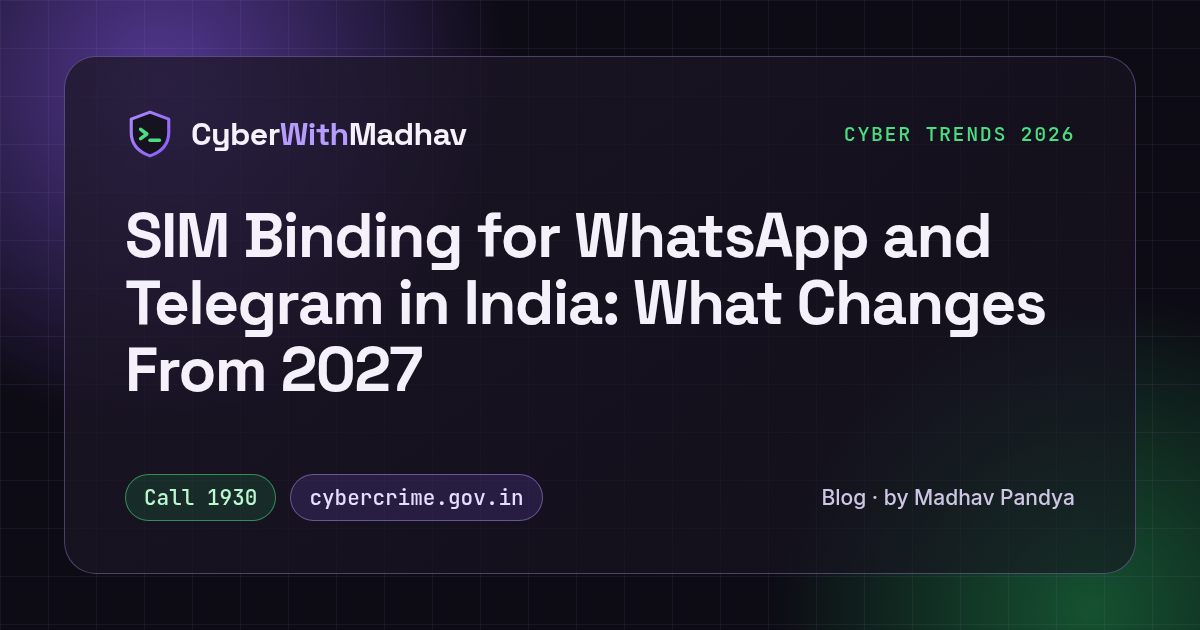 CyberWithMadhav
CYBER TRENDS 2026
SIM Binding for WhatsApp and
Telegram in India: What Changes
From 2027
Call 1930
cybercrime.gov.in
Blog · by Madhav Pandya